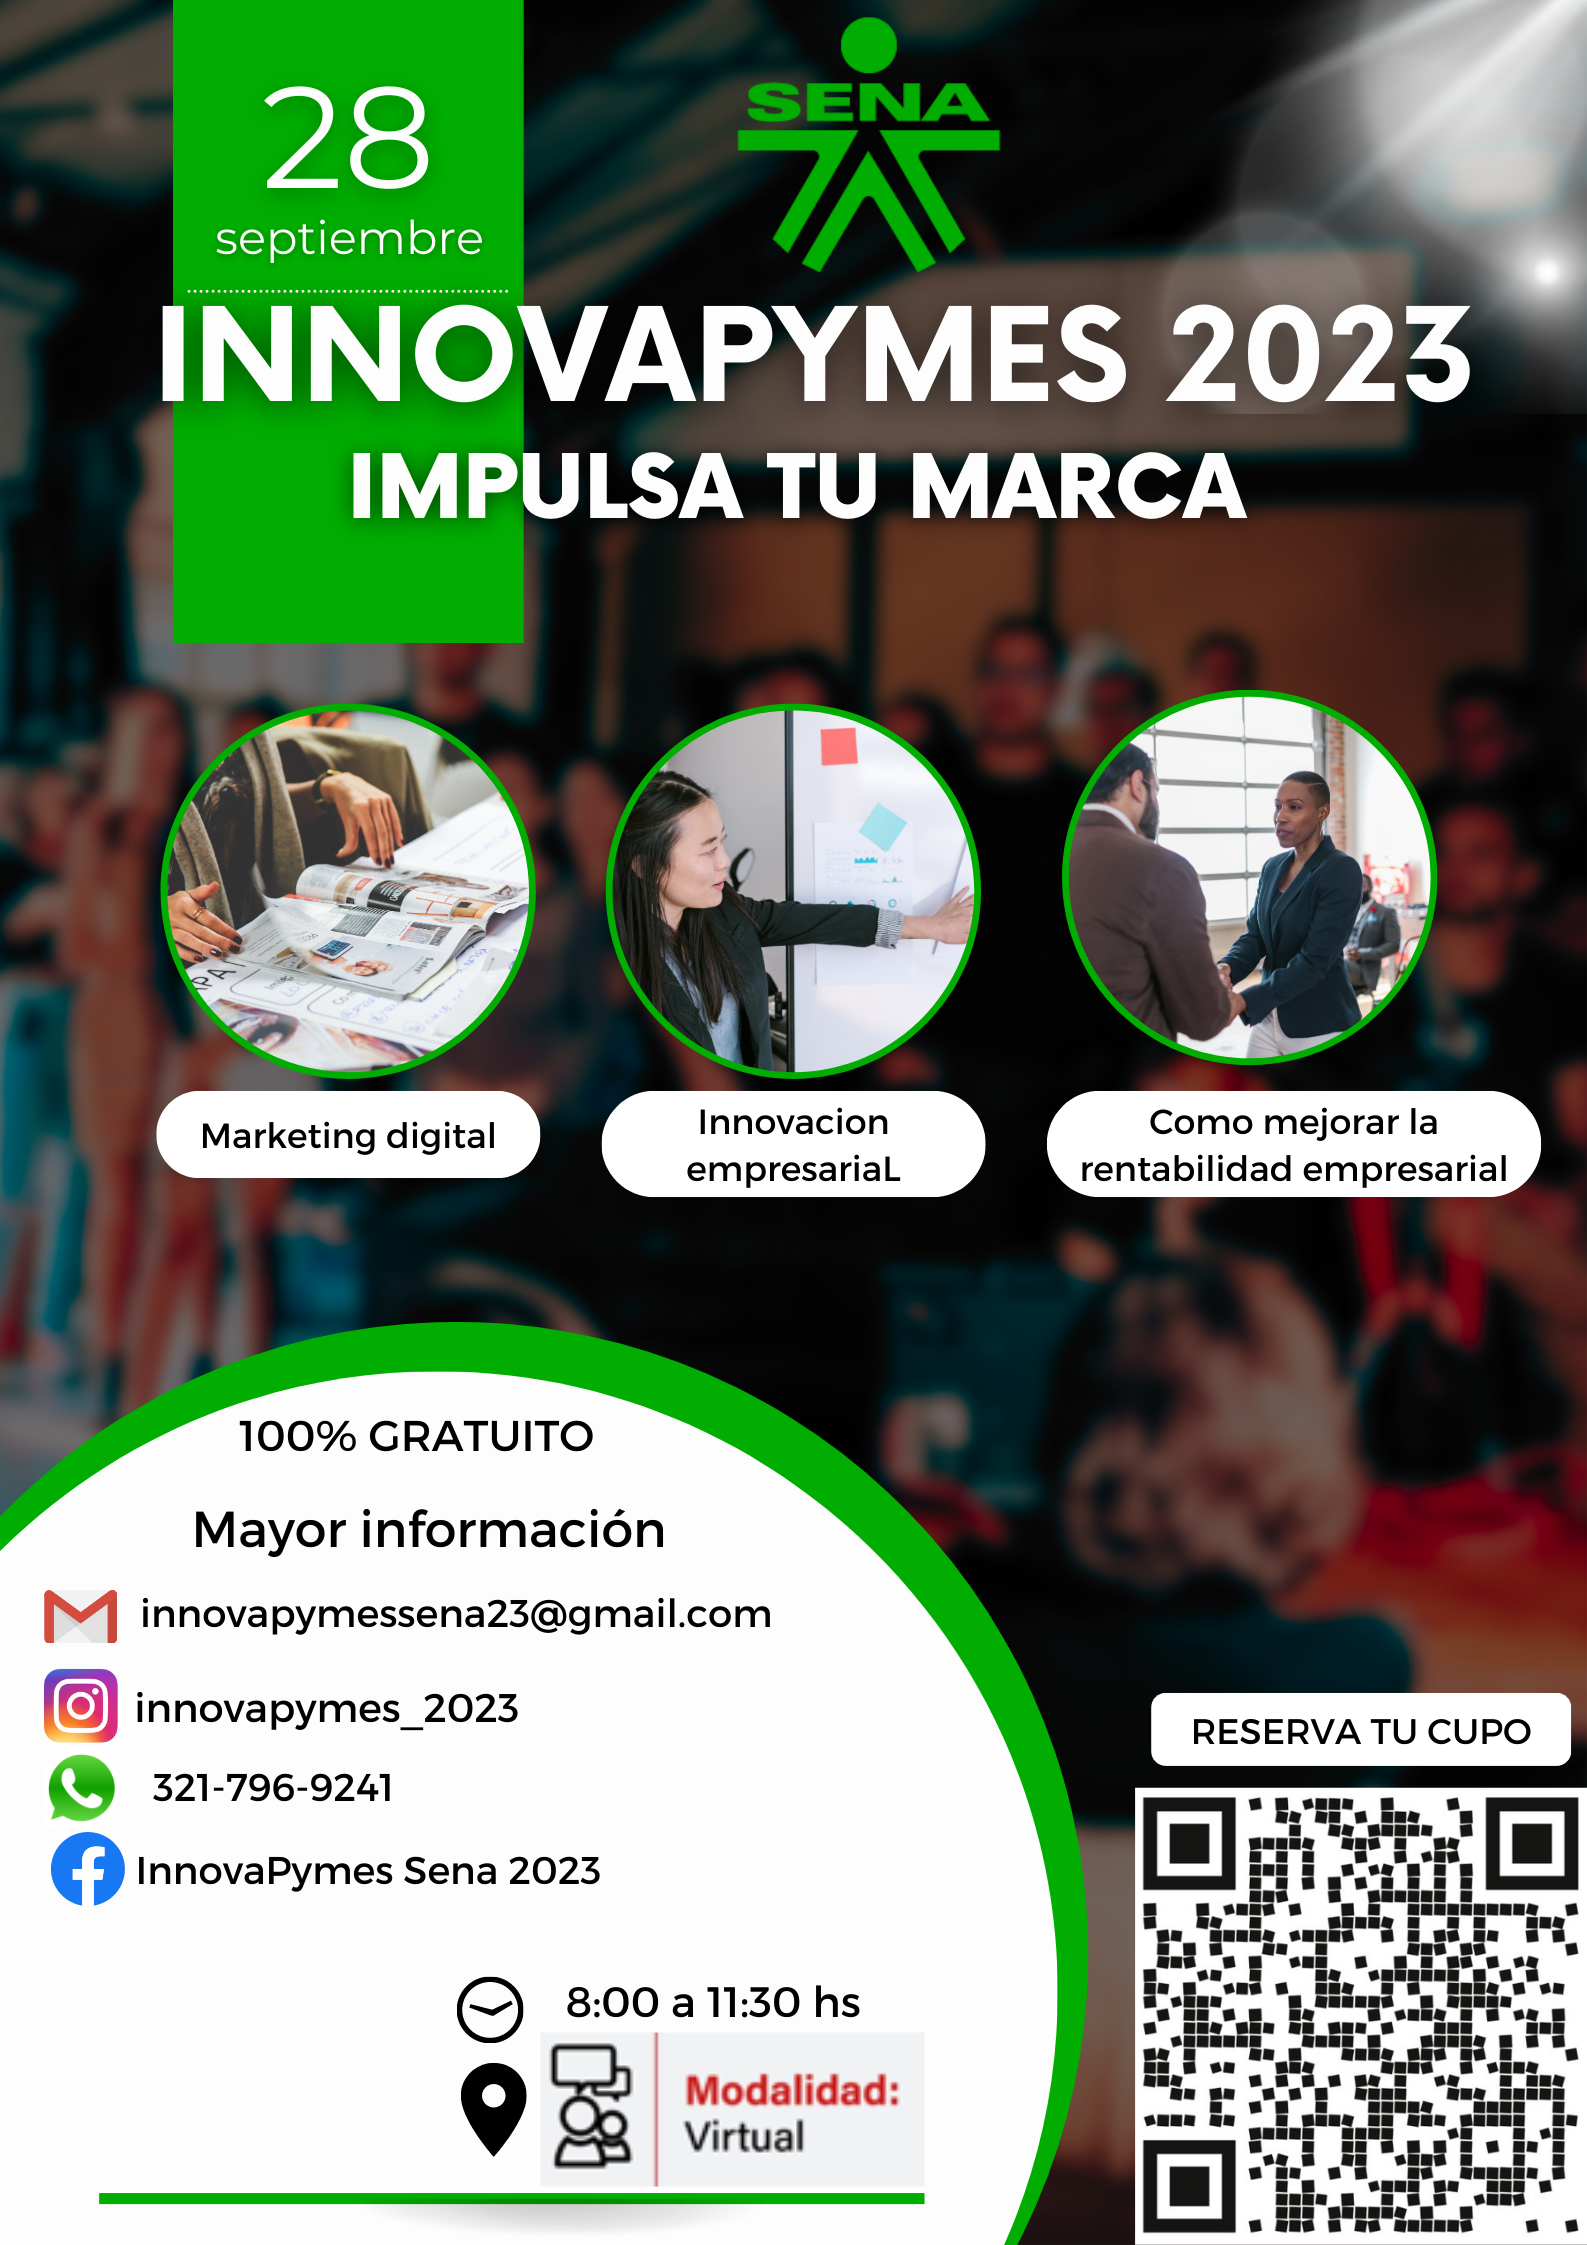 28
septiembre
SENA
INNOVAPYMES 2023
IMPULSA TU MARCA
Marketing digital
Innovacion
empresariaL
Como mejorar la
rentabilidad empresarial
100% GRATUITO
Mayor información
innovapymessena23@gmail.com
innovapymes_2023
321-796-9241
InnovaPymes Sena 2023
RESERVA TU CUPO
8:00 a 11:30 hs
Modalidad:
Virtual